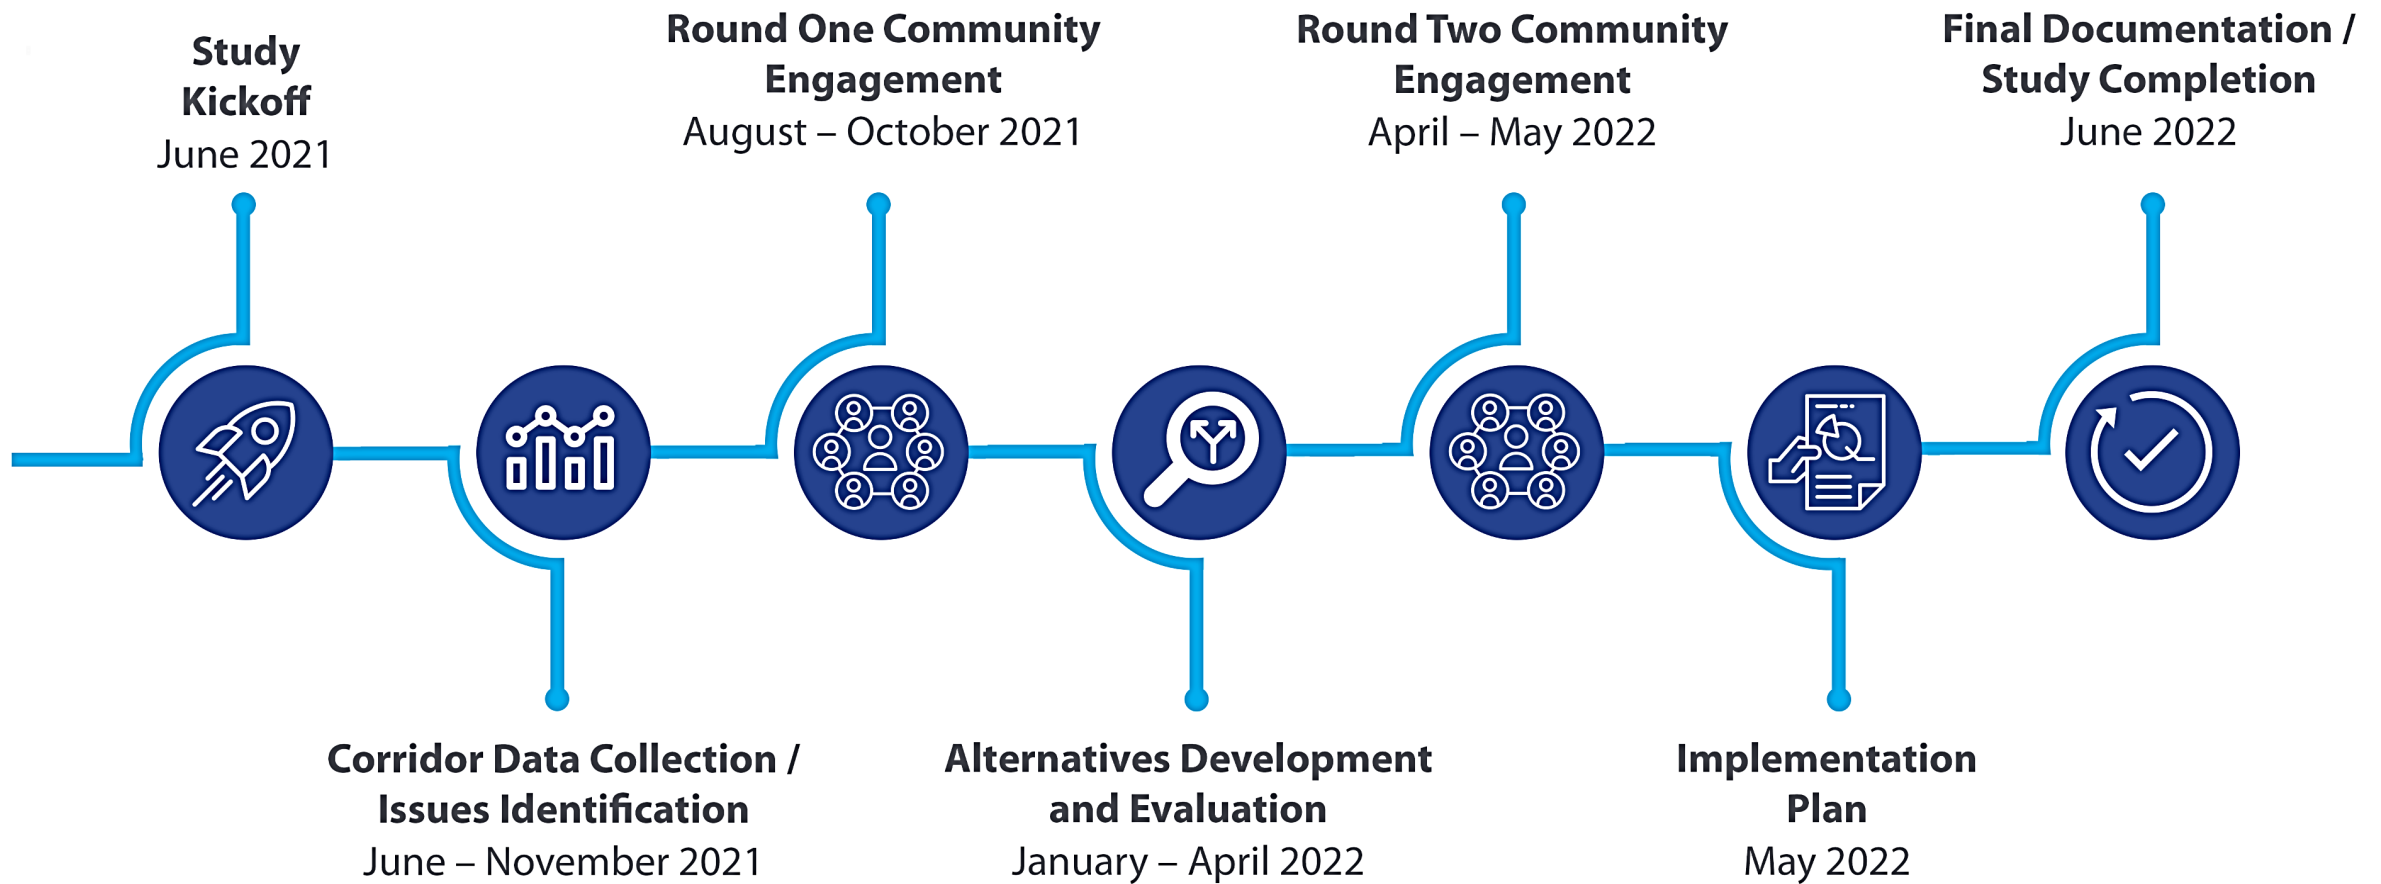 Study
Kickoff
June 2021
Corridor Data Collection /
Issues Identification
June – November 2021
Round One Community
Engagement
August – October 2021
Alternatives Development
and Evaluation
January – April 2022
Round Two Community
Engagement
April – May 2022
Implementation
Plan
May 2022
Final Documentation /
Study Completion
June 2022